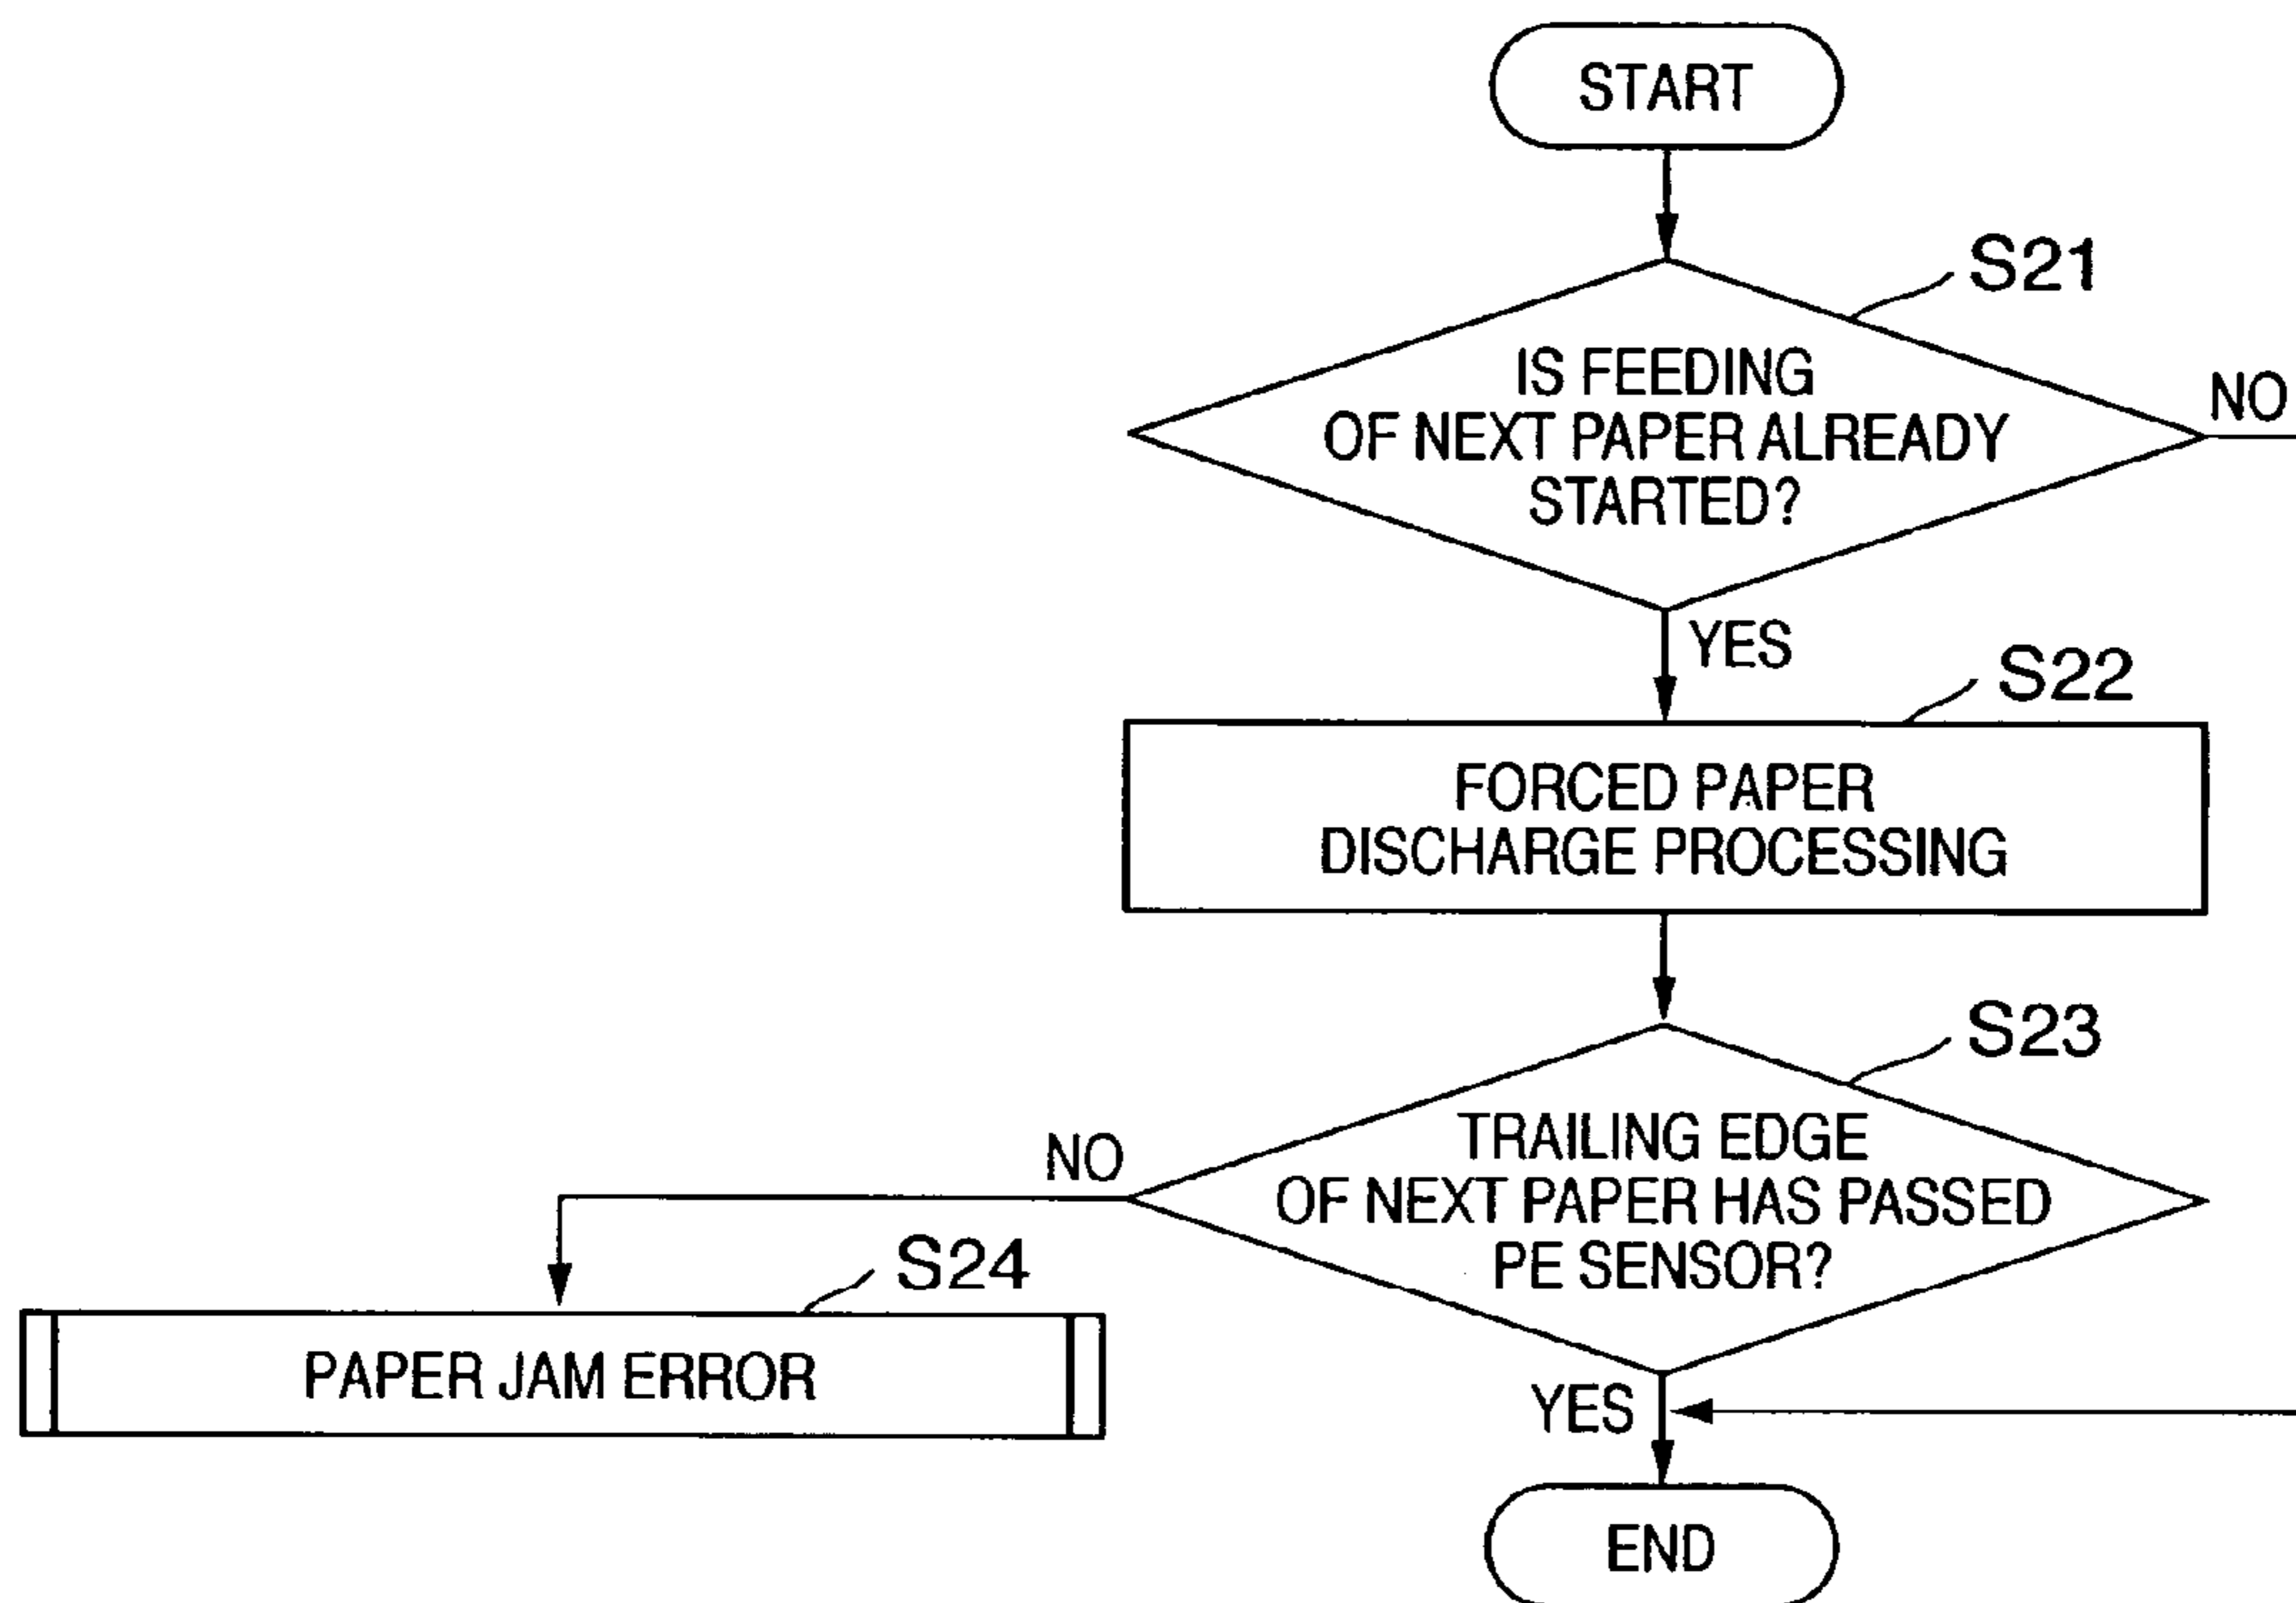 START
S21
IS FEEDING
OF NEXT PAPER ALREADY
STARTED?
NO
YES
S22
FORCED PAPER
DISCHARGE PROCESSING
S23
TRAILING EDGE
OF NEXT PAPER HAS PASSED
PE SENSOR?
NO
S24
PAPER JAM ERROR
YES
END